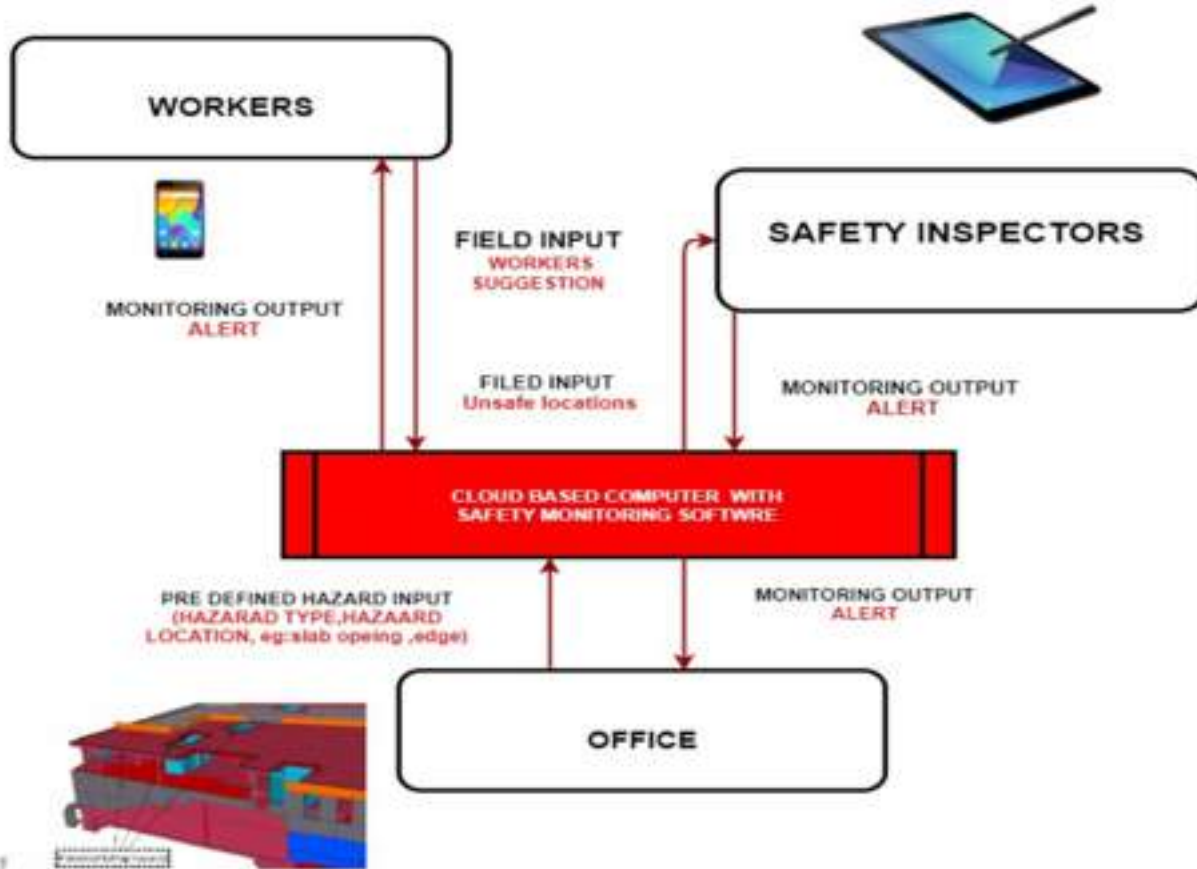 WORKERS
FIELD INPUT
WORKERS
SUGGESTION
SAFETY INSPECTORS
MONITORING OUTPUT
ALERT
FILED INPUT
Unsafe locations
MONITORING OUTPUT
ALERT
CLOUD BASED COMPUTER WITH
SAFETY MONITORING SOFTWRE
PRE DEFINED HAZARD INPUT
(HAZARAD TYPE,HAZAARD
LOCATION, eg:slab opeing ,edge)
MONITORING OUTPUT
ALERT
OFFICE